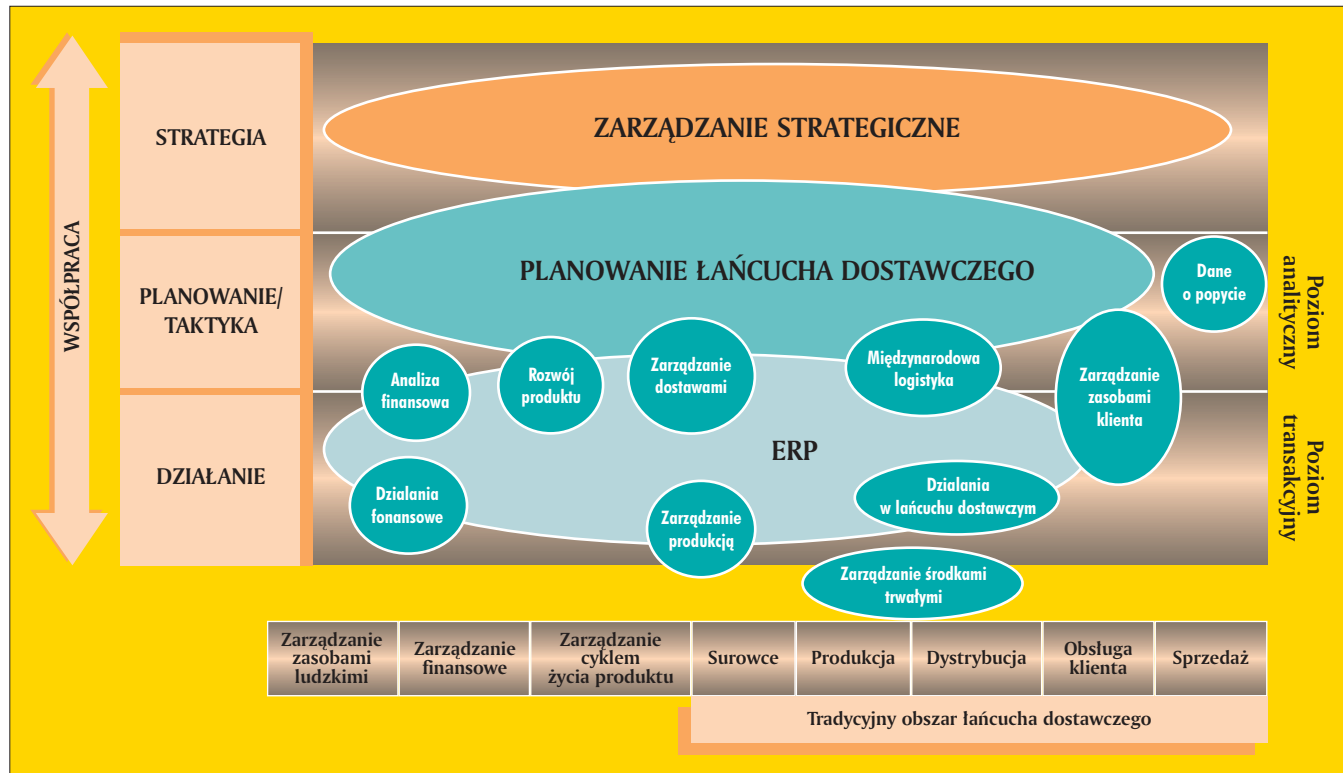 WSPÓŁPRACA
STRATEGIA
ZARZĄDZANIE STRATEGICZNE
PLANOWANIE/
TAKTYKA
PLANOWANIE ŁAŃCUCHA DOSTAWCZEGO
Dane
o popycie
Poziom
analityczny
Analiza
finansowa
Rozwój
produktu
Zarządzanie
dostawami
Międzynarodowa
logistyka
Zarządzanie
zasobami
klienta
DZIAŁANIE
ERP
Działania
fonansowe
Zarządzanie
produkcją
Działania
w łańcuchu dostawczym
Poziom
transakcyjny
Zarządzanie środkami
trwałymi
Zarządzanie
zasobami
ludzkimi
Zarządzanie
finansowe
Zarządzanie
cyklem
życia produktu
Surowce
Produkcja
Dystrybucja
Obsługa
klienta
Sprzedaż
Tradycyjny obszar łańcucha dostawczego